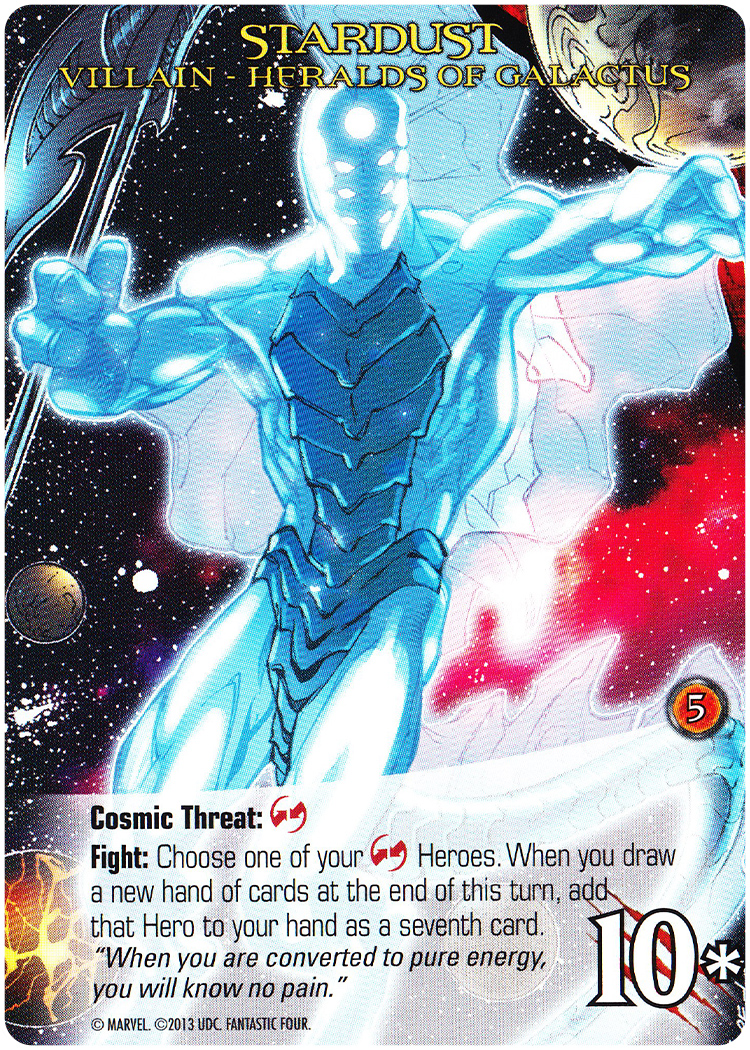 STARDUST
VILLAIN - HERALDS OF GALACTUS
5
Cosmic Threat:
Fight: Choose one of your Heroes. When you draw
a new hand of cards at the end of this turn, add
that Hero to your hand as a seventh card.
“When you are converted to pure energy,
you will know no pain.”
10*
© MARVEL. ©2013 UDC. FANTASTIC FOUR.